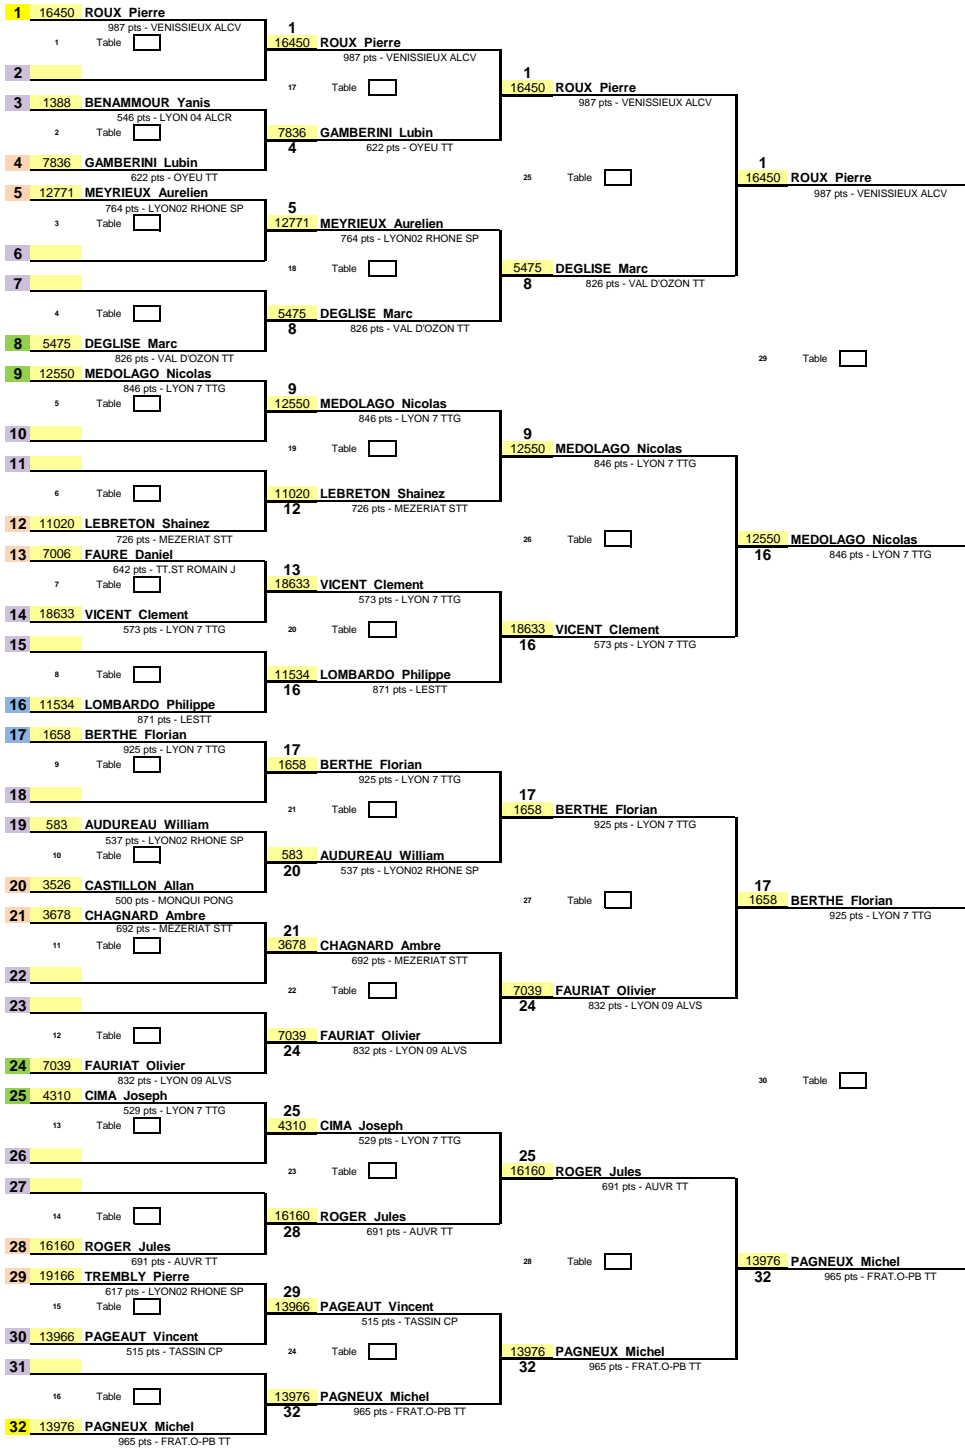 1 16450 ROUX Pierre
987 pts - VENISSIEUX ALCV
1 Table
2
3 1388 BENAMMOUR Yanis
546 pts - LYON 04 ALCR
2 Table
4 7836 GAMBERINI Lubin
622 pts - OYEU TT
5 12771 MEYRIEUX Aurelien
764 pts - LYON02 RHONE SP
3 Table
6
7
4 Table
8 5475 DEGLISE Marc
826 pts - VAL D'OZON TT
9 12550 MEDOLAGO Nicolas
846 pts - LYON 7 TTG
5 Table
10
11
6 Table
12 11020 LEBRETON Shainez
726 pts - MEZERIAT STT
13 7006 FAURE Daniel
642 pts - TT.ST ROMAIN J
7 Table
14 18633 VICENT Clement
573 pts - LYON 7 TTG
15
8 Table
16 11534 LOMBARDO Philippe
871 pts - LESTT
17 1658 BERTHE Florian
925 pts - LYON 7 TTG
9 Table
18
19 583 AUDUREAU William
537 pts - LYON02 RHONE SP
10 Table
20 3526 CASTILLON Allan
500 pts - MONQUI PONG
21 3678 CHAGNARD Ambre
692 pts - MEZERIAT STT
11 Table
22
23
12 Table
24 7039 FAURIAT Olivier
832 pts - LYON 09 ALVS
25 4310 CIMA Joseph
529 pts - LYON 7 TTG
13 Table
26
27
14 Table
28 16160 ROGER Jules
691 pts - AUVR TT
29 19166 TREMBLY Pierre
617 pts - LYON02 RHONE SP
15 Table
30 13966 PAGEAUT Vincent
515 pts - TASSIN CP
31
16 Table
32 13976 PAGNEUX Michel
965 pts - FRAT.O-PB TT
1
16450 ROUX Pierre
987 pts - VENISSIEUX ALCV
17 Table
7836 GAMBERINI Lubin
4 622 pts - OYEU TT
5
12771 MEYRIEUX Aurelien
764 pts - LYON02 RHONE SP
18 Table
5475 DEGLISE Marc
8 826 pts - VAL D'OZON TT
9
12550 MEDOLAGO Nicolas
846 pts - LYON 7 TTG
19 Table
11020 LEBRETON Shainez
12 726 pts - MEZERIAT STT
13
18633 VICENT Clement
573 pts - LYON 7 TTG
20 Table
11534 LOMBARDO Philippe
16 871 pts - LESTT
17
1658 BERTHE Florian
925 pts - LYON 7 TTG
21 Table
583 AUDUREAU William
20 537 pts - LYON02 RHONE SP
21
3678 CHAGNARD Ambre
692 pts - MEZERIAT STT
22 Table
7039 FAURIAT Olivier
24 832 pts - LYON 09 ALVS
25
4310 CIMA Joseph
529 pts - LYON 7 TTG
23 Table
16160 ROGER Jules
28 691 pts - AUVR TT
29
13966 PAGEAUT Vincent
515 pts - TASSIN CP
24 Table
13976 PAGNEUX Michel
32 965 pts - FRAT.O-PB TT
1
16450 ROUX Pierre
987 pts - VENISSIEUX ALCV
25 Table
5475 DEGLISE Marc
8 826 pts - VAL D'OZON TT
9
12550 MEDOLAGO Nicolas
846 pts - LYON 7 TTG
26 Table
18633 VICENT Clement
16 573 pts - LYON 7 TTG
17
1658 BERTHE Florian
925 pts - LYON 7 TTG
27 Table
7039 FAURIAT Olivier
24 832 pts - LYON 09 ALVS
25
16160 ROGER Jules
691 pts - AUVR TT
28 Table
13976 PAGNEUX Michel
32 965 pts - FRAT.O-PB TT
1
16450 ROUX Pierre
987 pts - VENISSIEUX ALCV
29 Table
12550 MEDOLAGO Nicolas
16 846 pts - LYON 7 TTG
17
1658 BERTHE Florian
925 pts - LYON 7 TTG
30 Table
13976 PAGNEUX Michel
32 965 pts - FRAT.O-PB TT